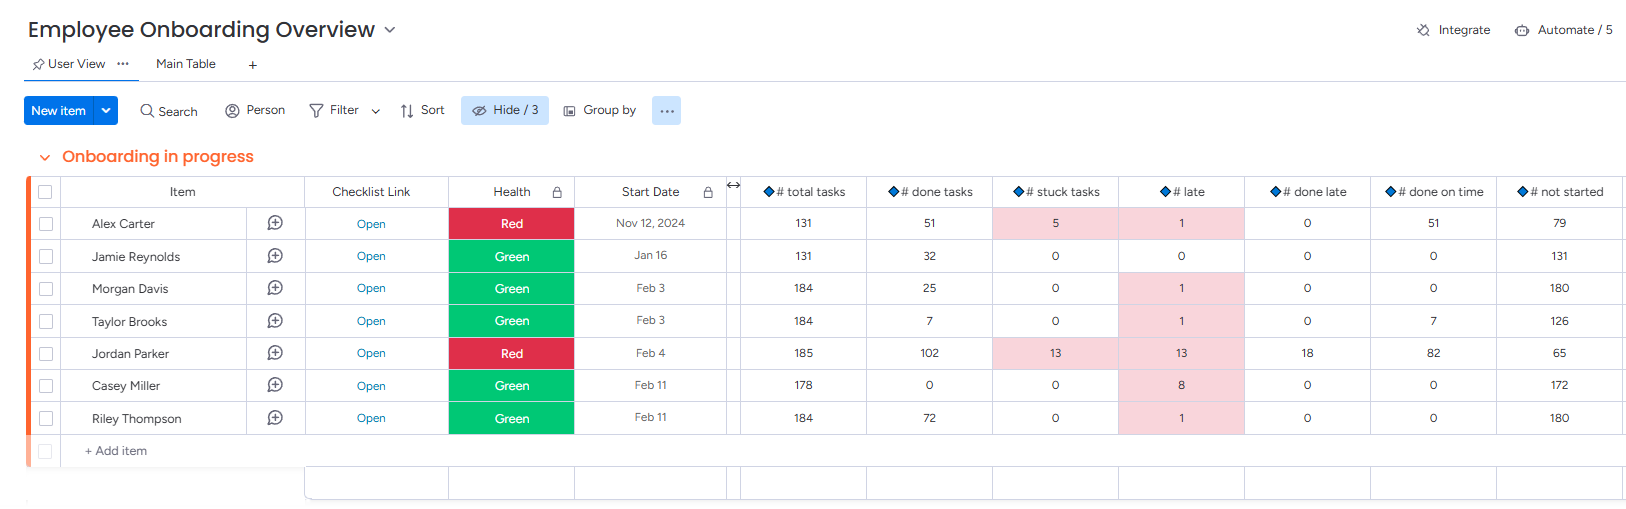 Employee Onboarding Overview
Integrate Automate / 5
User View ··· Main Table +
New item Search Person Filter Sort Hide / 3 Group by ···
Onboarding in progress
Item Checklist Link Health Start Date # total tasks # done tasks # stuck tasks # late # done late # done on time # not started
Alex Carter Open Red Nov 12, 2024 131 51 5 1 0 51 79
Jamie Reynolds Open Green Jan 16 131 32 0 0 0 0 131
Morgan Davis Open Green Feb 3 184 25 0 1 0 0 180
Taylor Brooks Open Green Feb 3 184 7 0 1 0 7 126
Jordan Parker Open Red Feb 4 185 102 13 13 18 82 65
Casey Miller Open Green Feb 11 178 0 0 8 0 0 172
Riley Thompson Open Green Feb 11 184 72 0 1 0 0 180
+ Add item